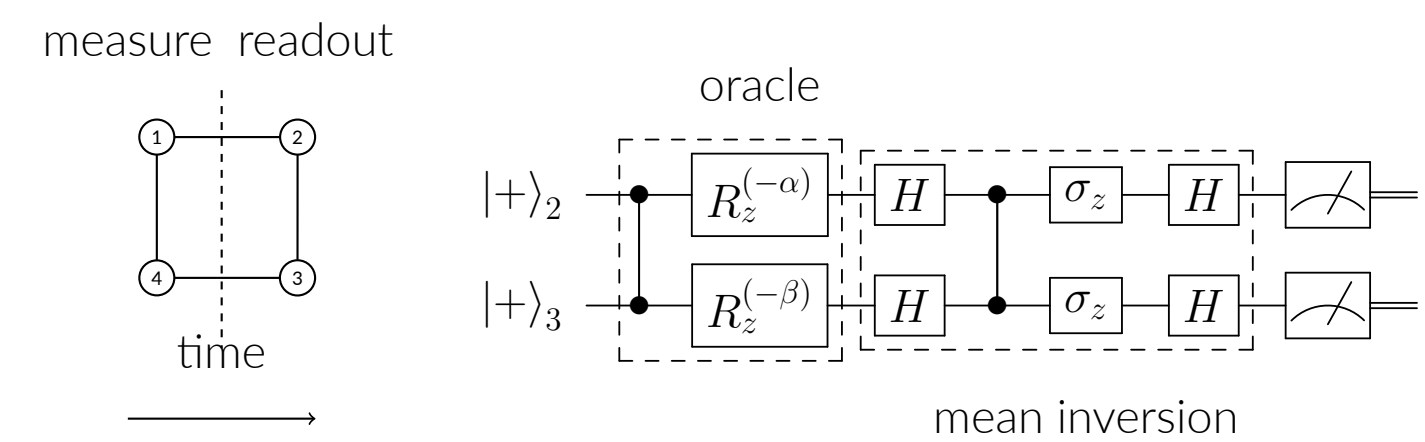 measure readout
1 2
4 3
time
oracle
|+⟩₂ R_z^{(−α)} H σ_z H
|+⟩₃ R_z^{(−β)} H σ_z H
mean inversion